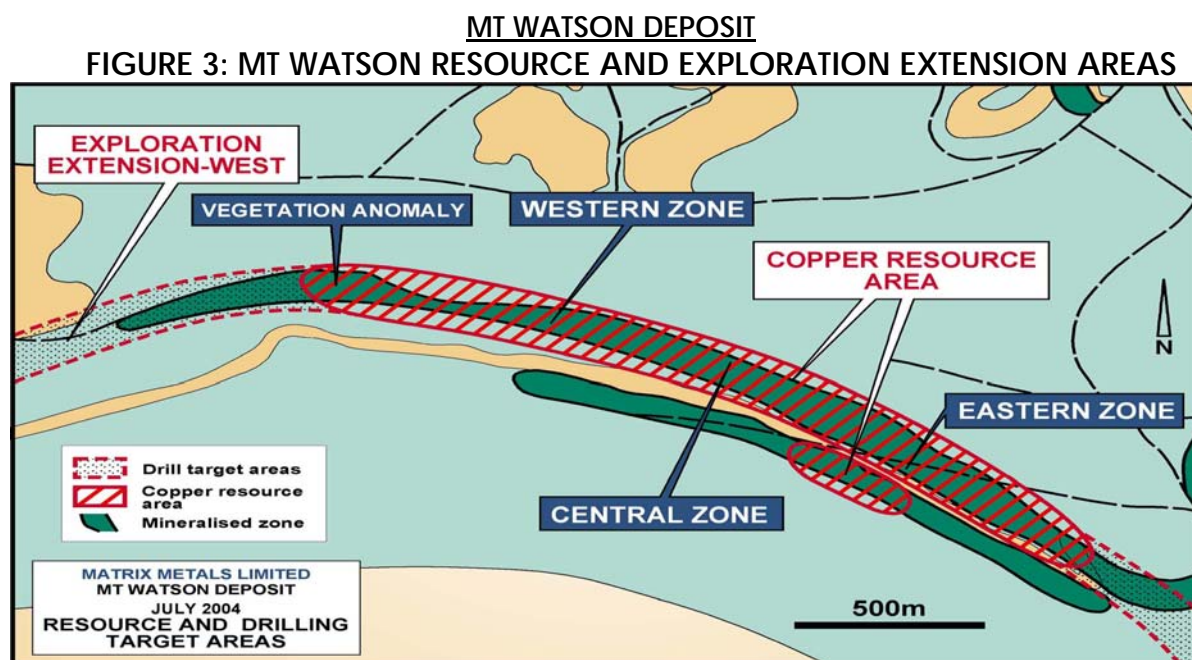 MT WATSON DEPOSIT
FIGURE 3: MT WATSON RESOURCE AND EXPLORATION EXTENSION AREAS
EXPLORATION
EXTENSION-WEST
VEGETATION ANOMALY
WESTERN ZONE
COPPER RESOURCE
AREA
N
EASTERN ZONE
CENTRAL ZONE
Drill target areas
Copper resource
area
Mineralised zone
MATRIX METALS LIMITED
MT WATSON DEPOSIT
JULY 2004
RESOURCE AND DRILLING
TARGET AREAS
500m